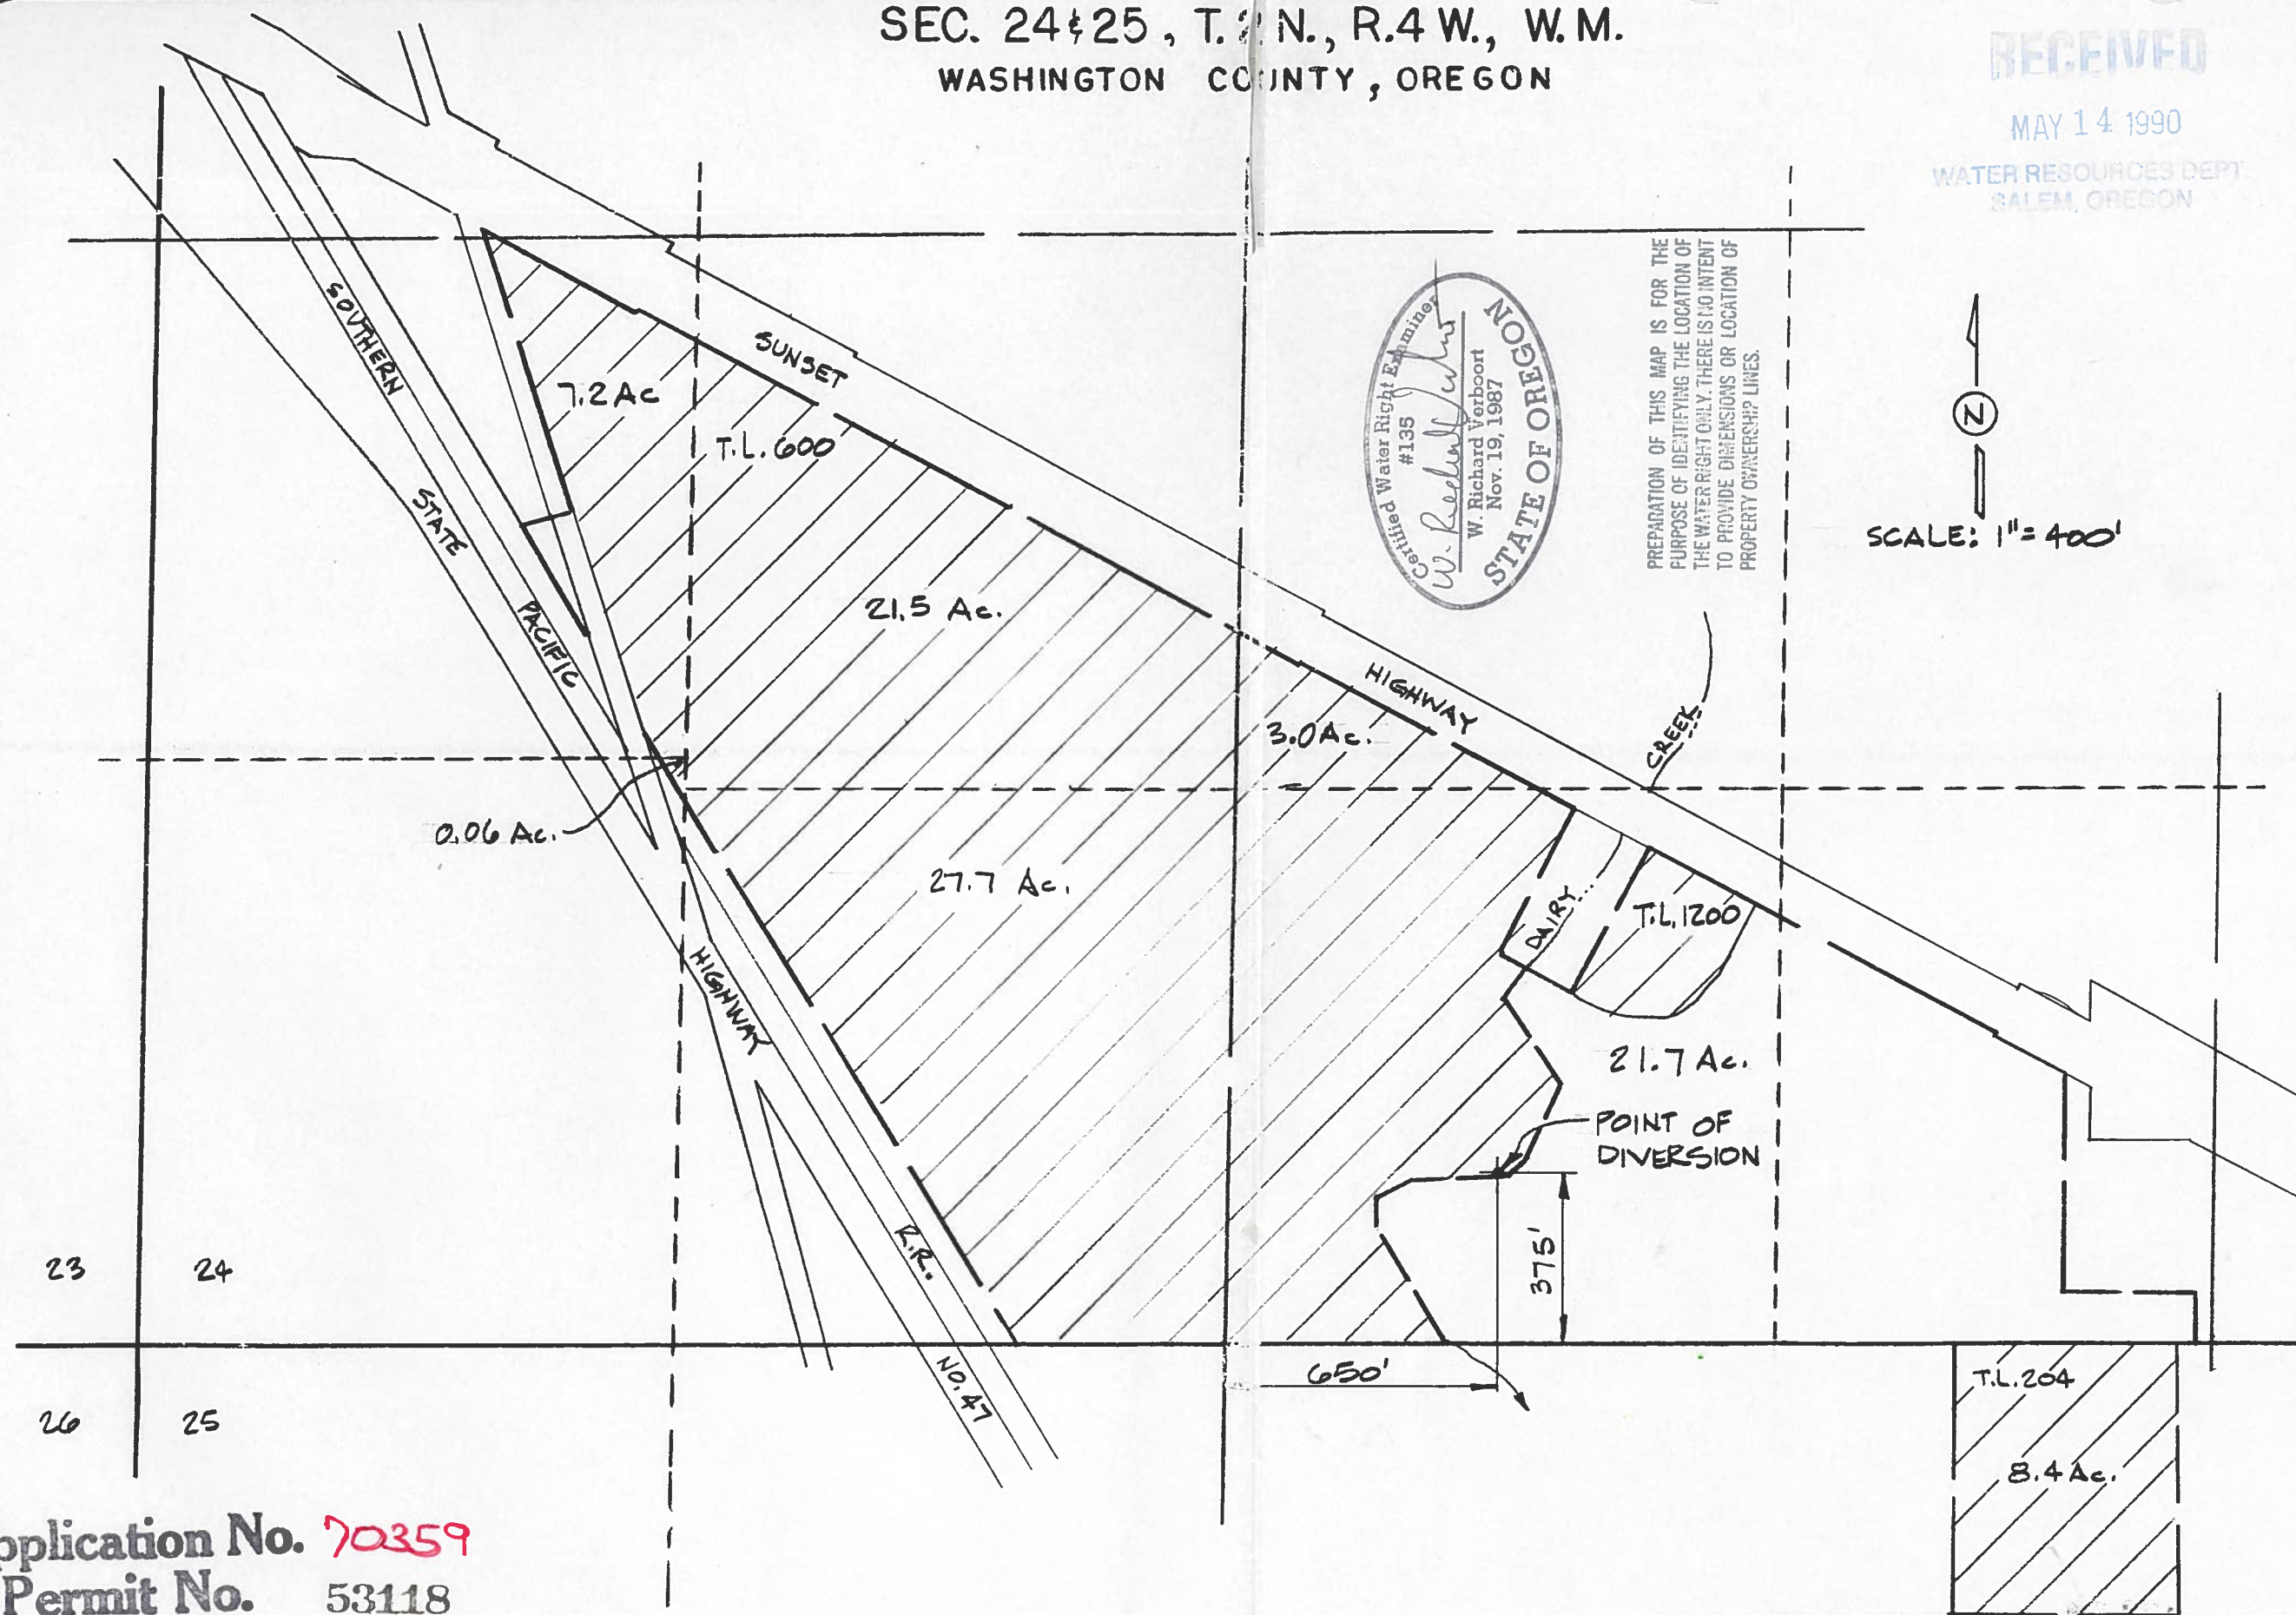 SEC. 24 & 25, T. 2 N., R.4 W., W.M.
WASHINGTON COUNTY, OREGON
RECEIVED
MAY 14 1990
WATER RESOURCES DEPT.
SALEM, OREGON
SOUTHERN
PACIFIC
R.R.
STATE
HIGHWAY
NO. 47
SUNSET
HIGHWAY
7.2 Ac
T.L. 600
21.5 Ac.
3.0 Ac.
0.06 Ac.
27.7 Ac.
Certified Water Right Examiner
#135
W. Richard Verboort
W. Richard Verboort
Nov. 19, 1987
STATE OF OREGON
PREPARATION OF THIS MAP IS FOR THE
PURPOSE OF IDENTIFYING THE LOCATION OF
THE WATER RIGHT ONLY. THERE IS NO INTENT
TO PROVIDE DIMENSIONS OR LOCATION OF
PROPERTY OWNERSHIP LINES.
N
SCALE: 1"= 400'
DAIRY
CREEK
T.L. 1200
21.7 Ac.
POINT OF
DIVERSION
375'
650'
23
24
26
25
T.L. 204
8.4 Ac.
pplication No. 70359
Permit No. 53118